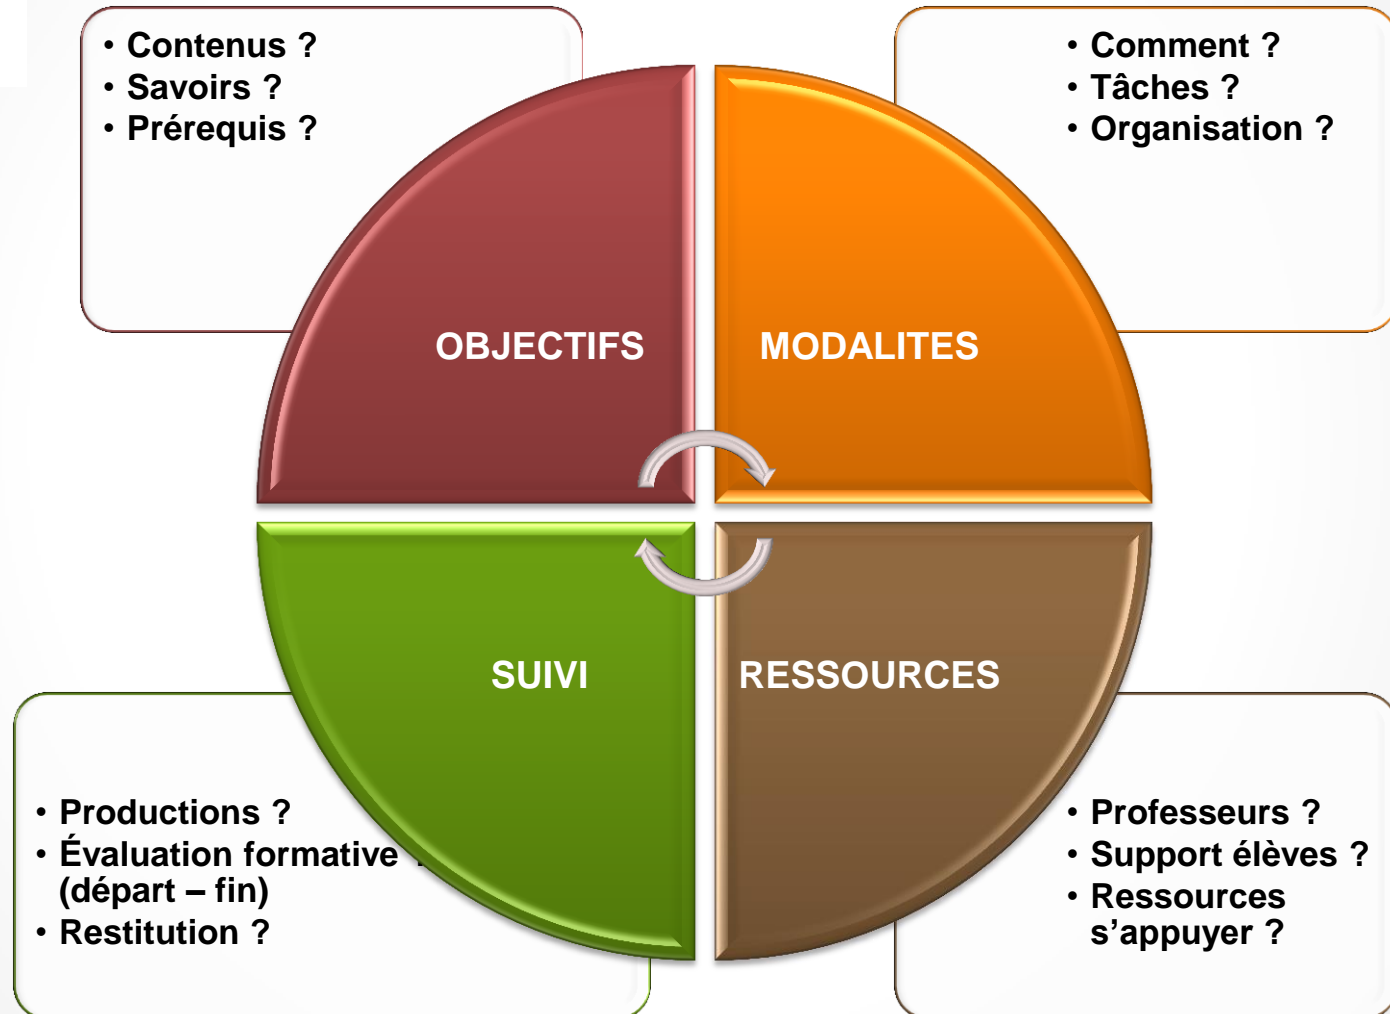 • Contenus ?
• Savoirs ?
• Prérequis ?
• Comment ?
• Tâches ?
• Organisation ?
OBJECTIFS
MODALITES
SUIVI
RESSOURCES
• Productions ?
• Évaluation formative
(départ – fin)
• Restitution ?
• Professeurs ?
• Support élèves ?
• Ressources
s’appuyer ?